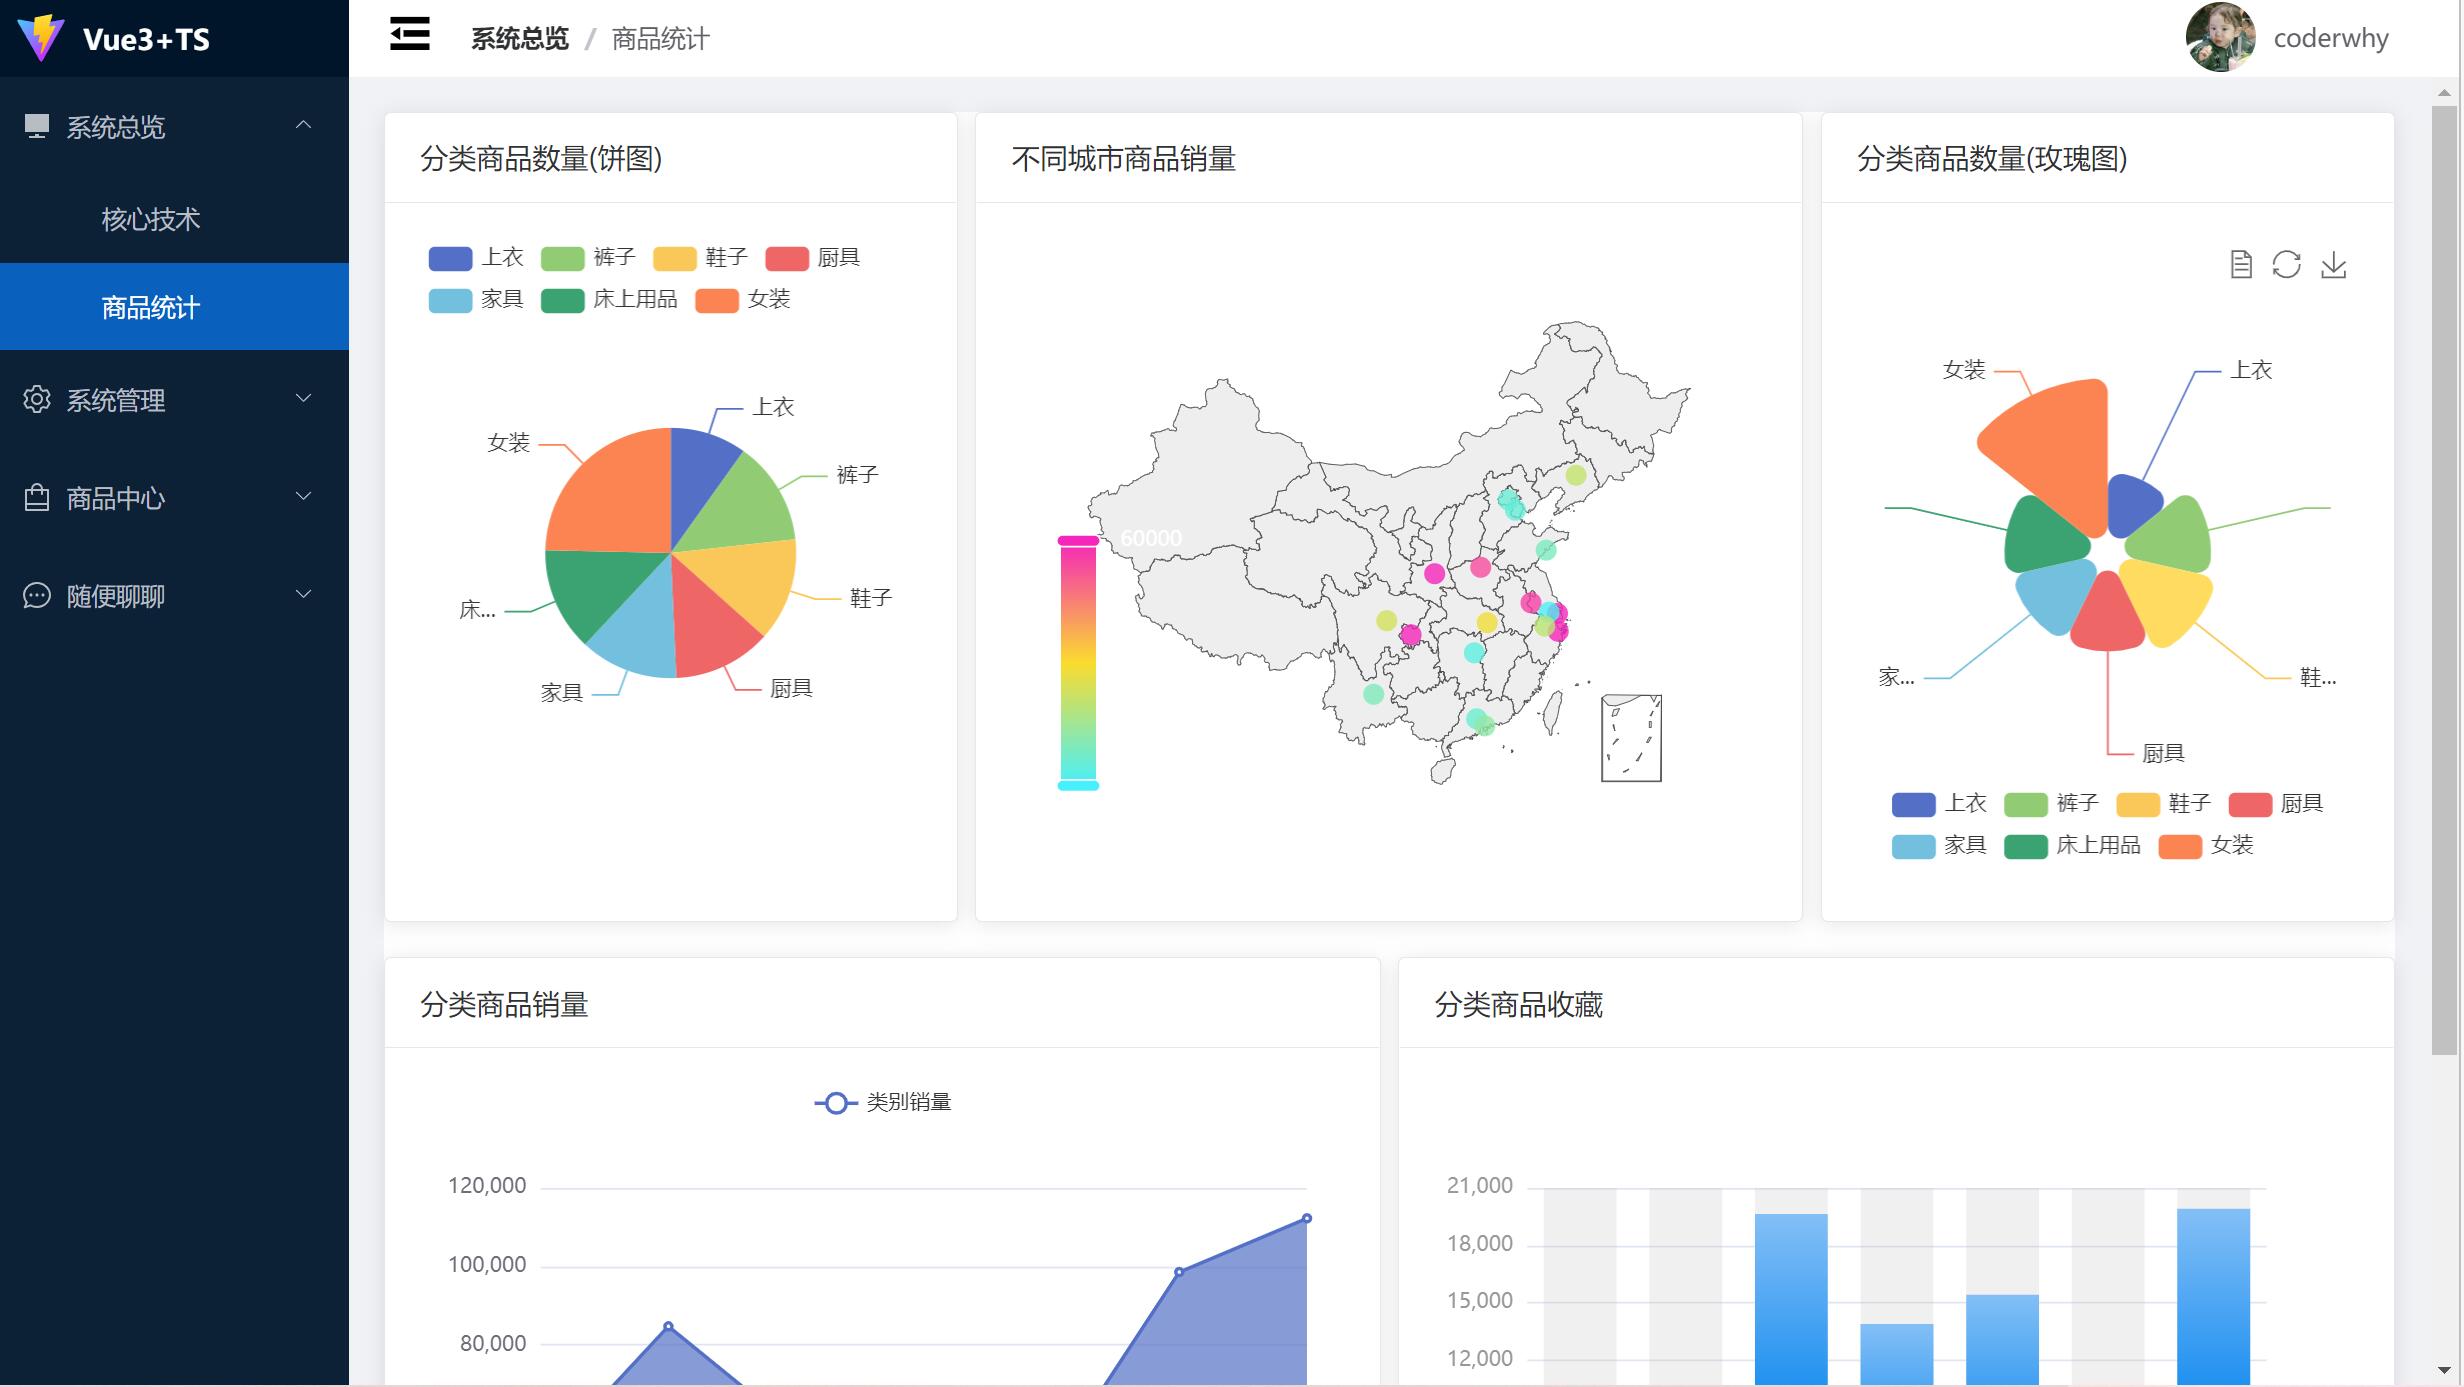 Vue3+TS
系统总览 / 商品统计
coderwhy
系统总览
核心技术
商品统计
系统管理
商品中心
随便聊聊
分类商品数量(饼图)
上衣 裤子 鞋子 厨具
家具 床上用品 女装
上衣
女装
裤子
鞋子
床...
家具
厨具
不同城市商品销量
60000
分类商品数量(玫瑰图)
女装
上衣
家...
鞋...
厨具
上衣 裤子 鞋子 厨具
家具 床上用品 女装
分类商品销量
类别销量
120,000
100,000
80,000
分类商品收藏
21,000
18,000
15,000
12,000